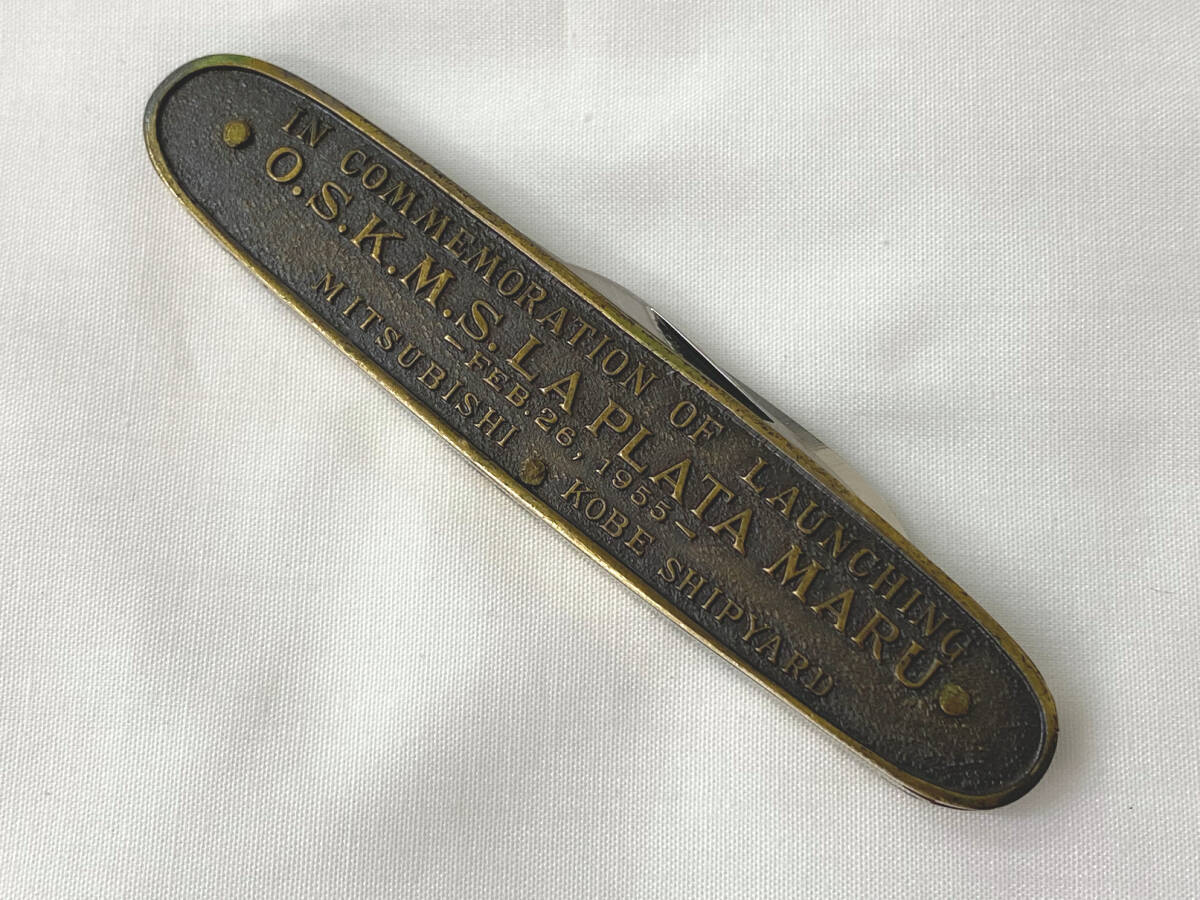 IN COMMEMORATION OF LAUNCHING
O.S.K.M.S. LA PLATA MARU
—FEB. 26, 1955—
MITSUBISHI • KOBE SHIPYARD